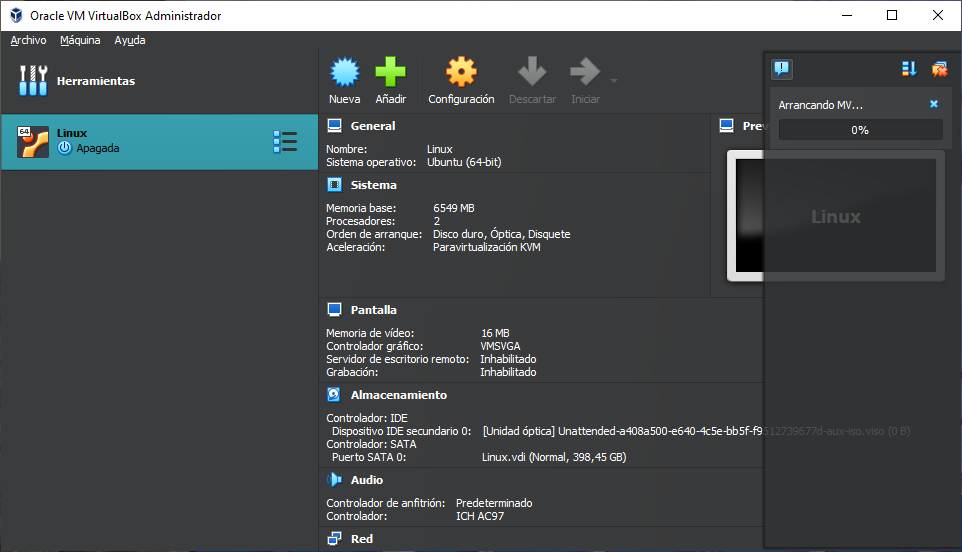 Oracle VM VirtualBox Administrador
Archivo Máquina Ayuda
Herramientas
Nueva Añadir Configuración Descartar Iniciar
64
Linux
Apagada
General
Nombre: Linux
Sistema operativo: Ubuntu (64-bit)
Sistema
Memoria base: 6549 MB
Procesadores: 2
Orden de arranque: Disco duro, Óptica, Disquete
Aceleración: Paravirtualización KVM
Pantalla
Memoria de vídeo: 16 MB
Controlador gráfico: VMSVGA
Servidor de escritorio remoto: Inhabilitado
Grabación: Inhabilitado
Almacenamiento
Controlador: IDE
Dispositivo IDE secundario 0: [Unidad óptica] Unattended-a408a500-e640-4c5e-bb5f-f9512739677d-aux-iso.viso (0 B)
Controlador: SATA
Puerto SATA 0: Linux.vdi (Normal, 398,45 GB)
Audio
Controlador de anfitrión: Predeterminado
Controlador: ICH AC97
Red
Prev
Linux
Arrancando MV...
0%